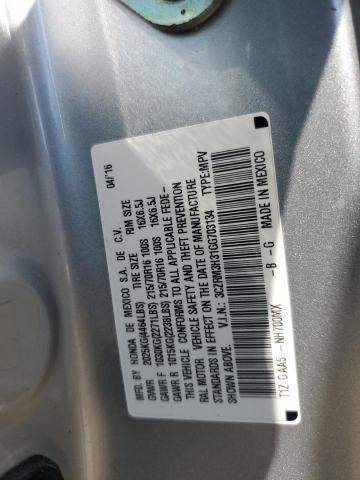 MFD. BY HONDA DE MEXICO S.A. DE C.V. 04/'16
TIRE SIZE RIM SIZE
GVWR 2025KG(4464LBS)
GAWR F 1030KG(2271LBS) 215/70R16 100S 16X6.5J
GAWR R 1015KG(2238LBS) 215/70R16 100S 16X6.5J
THIS VEHICLE CONFORMS TO ALL APPLICABLE FEDE-
RAL MOTOR VEHICLE SAFETY AND THEFT PREVENTION
STANDARDS IN EFFECT ON THE DATE OF MANUFACTURE
SHOWN ABOVE.
V.I.N.: 3CZRM3H31GG703134 TYPE:MPV
T1Z G AA5 - NH700MX - B - G MADE IN MEXICO